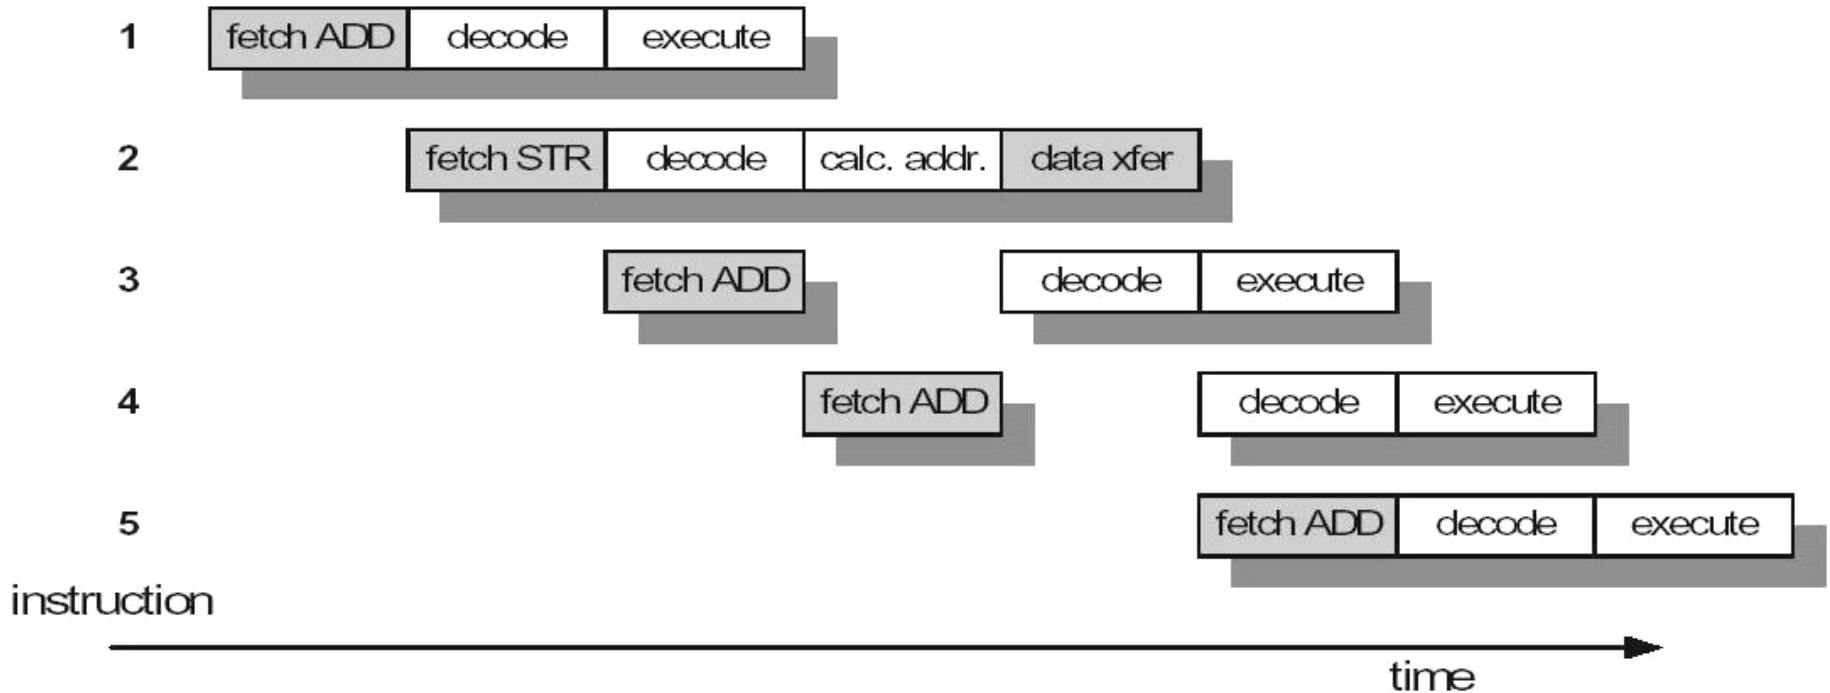 1 fetch ADD decode execute
2 fetch STR decode calc. addr. data xfer
3 fetch ADD decode execute
4 fetch ADD decode execute
5 fetch ADD decode execute
instruction
time